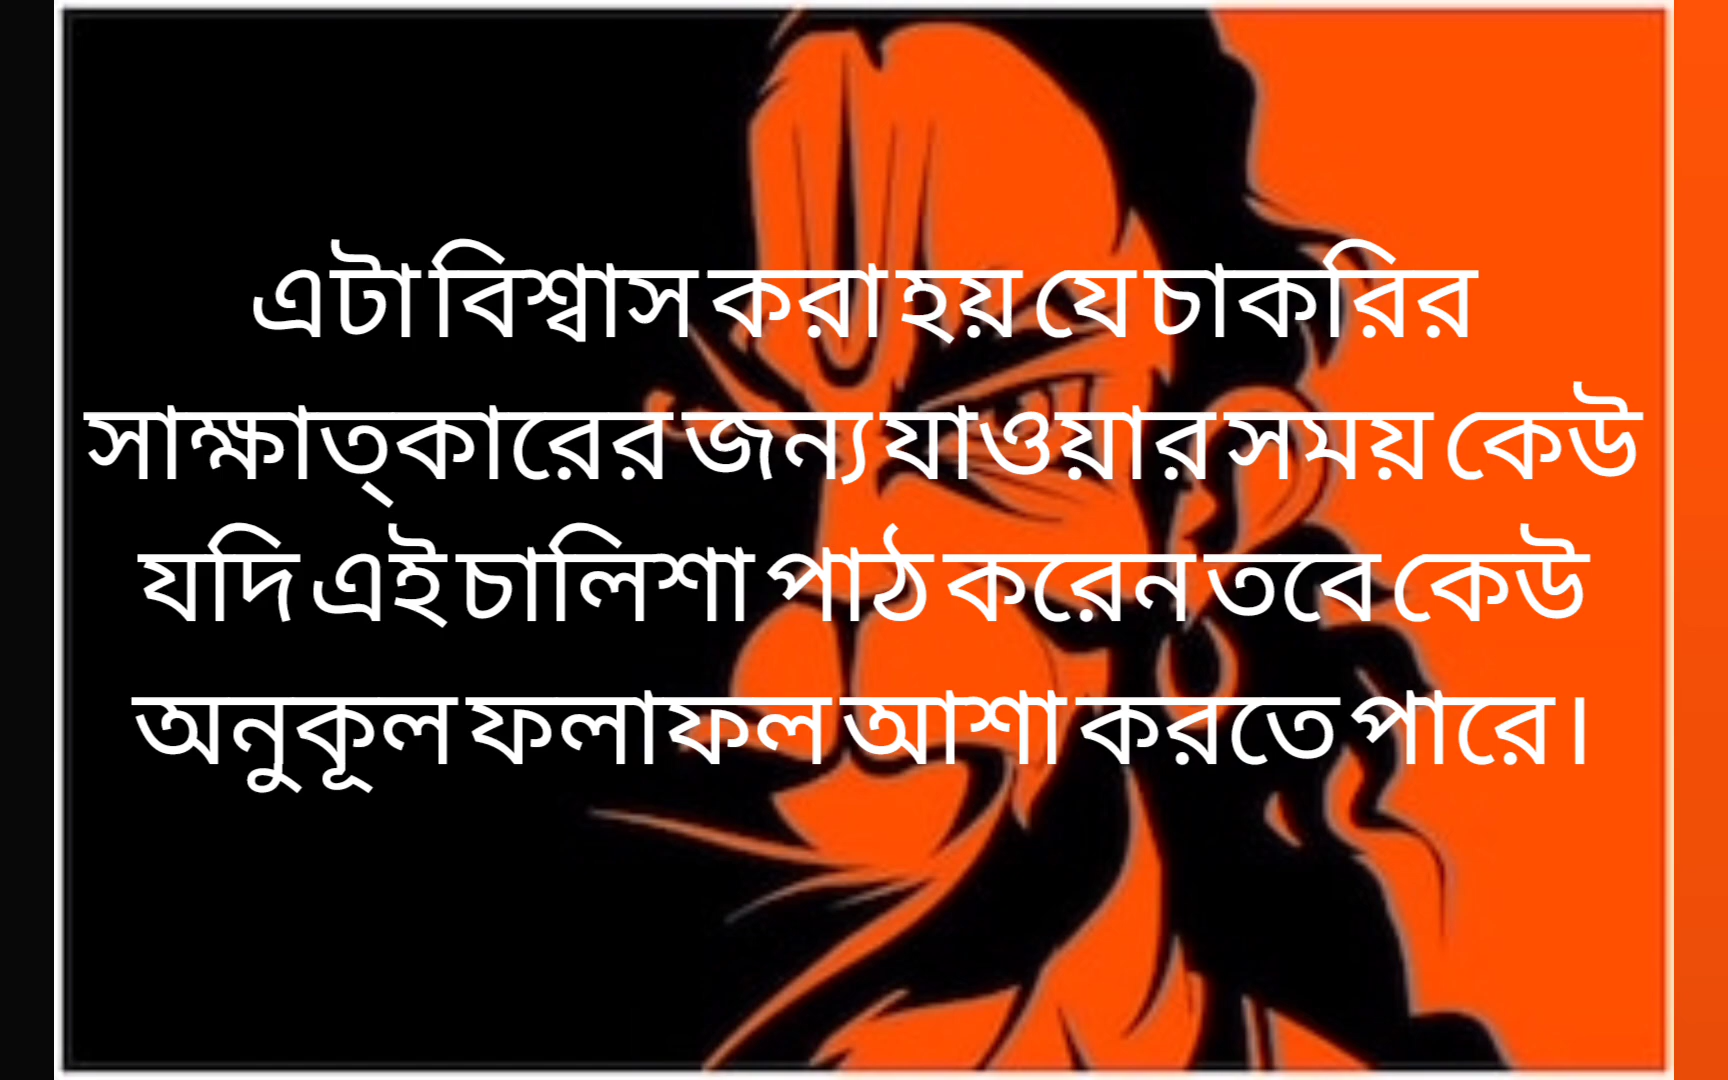 এটা বিশ্বাস করা হয় যে চাকরির
সাক্ষাত্কারের জন্য যাওয়ার সময় কেউ
যদি এই চালিশা পাঠ করেন তবে কেউ
অনুকূল ফলাফল আশা করতে পারে।